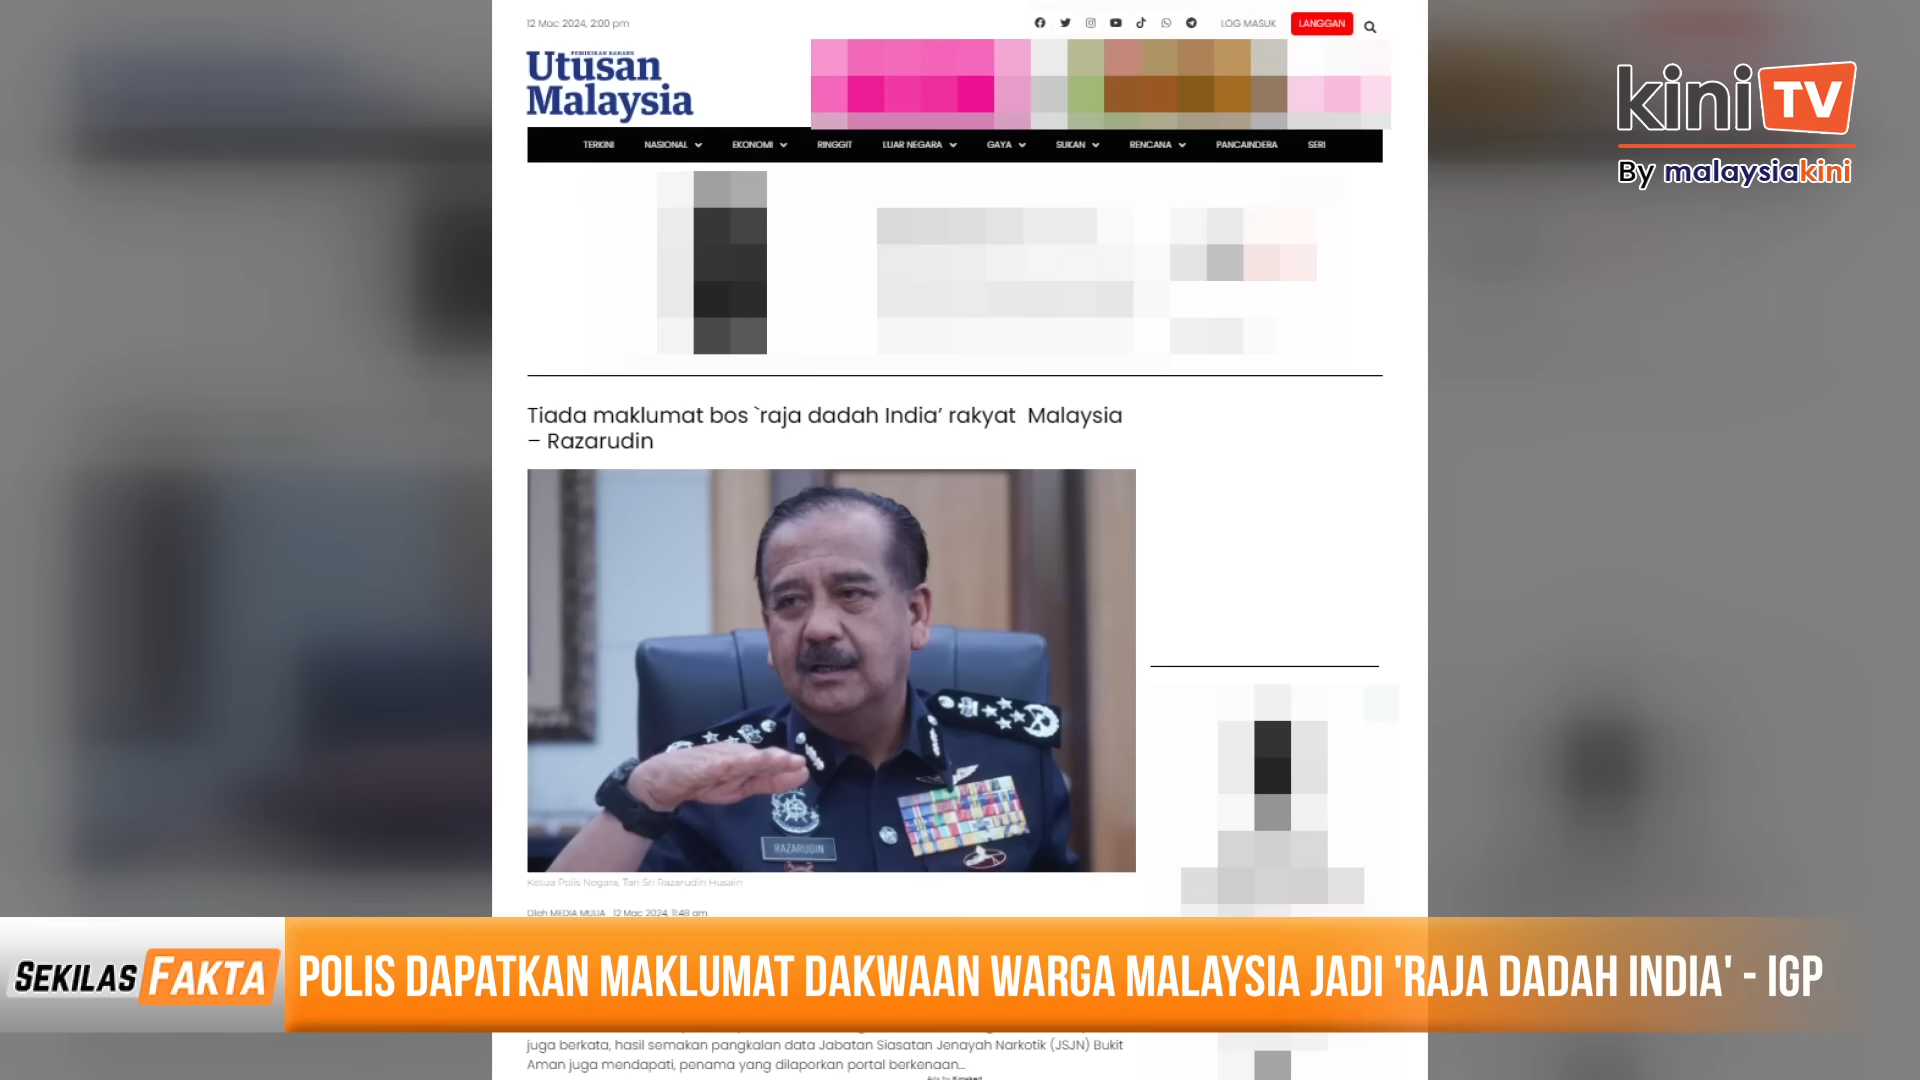 12 Mac 2024, 2:00 pm
LOG MASUK
LANGGAN
PEMIKIRAN BAHARU
Utusan
Malaysia
TERKINI NASIONAL EKONOMI RINGGIT LUAR NEGARA GAYA SUKAN RENCANA PANCAINDERA SERI
kini TV
By malaysiakini
Tiada maklumat bos `raja dadah India’ rakyat Malaysia
– Razarudin
RAZARUDIN
Ketua Polis Negara, Tan Sri Razarudin Husain
Oleh MEDIA MULIA 12 Mac 2024, 11:48 am
SEKILAS FAKTA
POLIS DAPATKAN MAKLUMAT DAKWAAN WARGA MALAYSIA JADI 'RAJA DADAH INDIA' - IGP
juga berkata, hasil semakan pangkalan data Jabatan Siasatan Jenayah Narkotik (JSJN) Bukit
Aman juga mendapati, penama yang dilaporkan portal berkenaan...